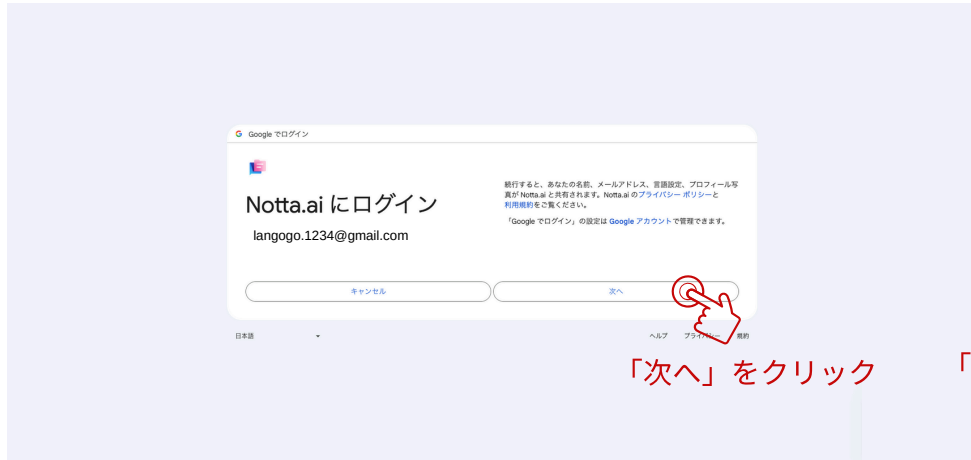 Google でログイン
Notta.ai にログイン
langogo.1234@gmail.com
続行すると、あなたの名前、メールアドレス、言語設定、プロフィール写
真が Notta.ai と共有されます。Notta.ai のプライバシー ポリシーと
利用規約をご覧ください。
「Google でログイン」の設定は Google アカウントで管理できます。
キャンセル
次へ
日本語
ヘルプ
プライバシー
規約
「次へ」をクリック
「